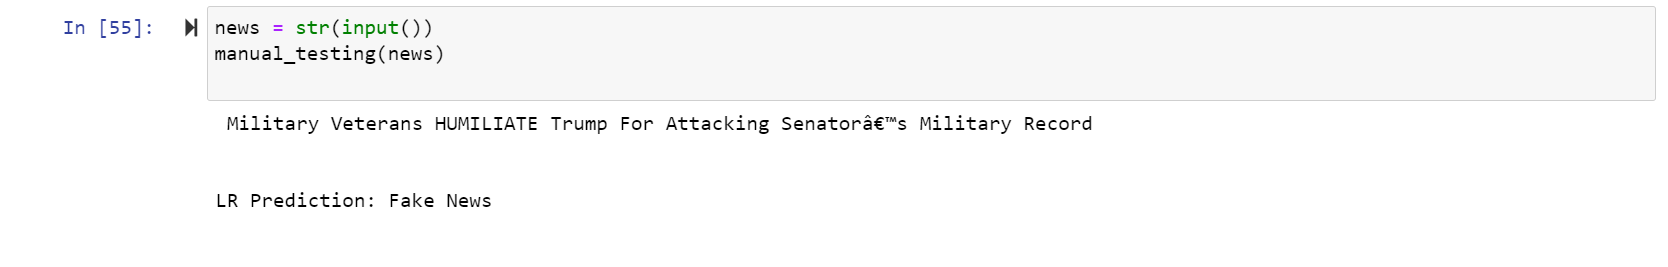 In [55]: news = str(input())
manual_testing(news)
Military Veterans HUMILIATE Trump For Attacking Senatorâ€™s Military Record
LR Prediction: Fake News